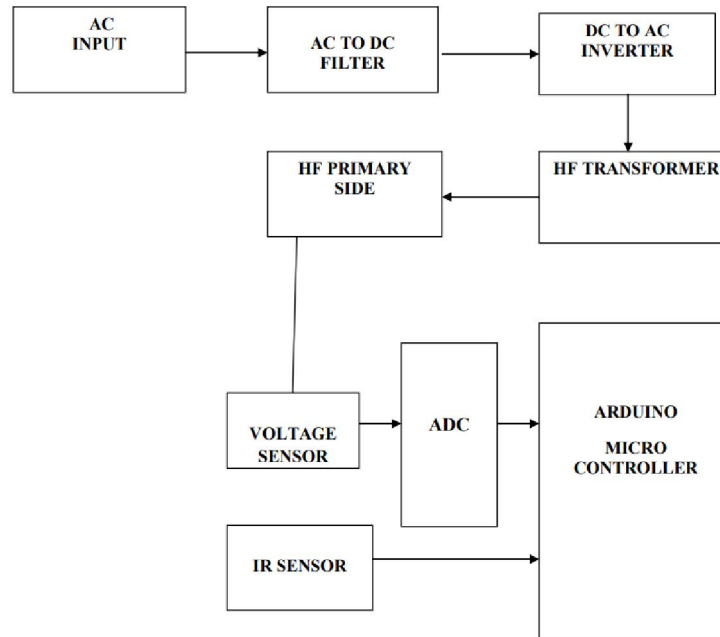 AC
INPUT
AC TO DC
FILTER
DC TO AC
INVERTER
HF PRIMARY
SIDE
HF TRANSFORMER
VOLTAGE
SENSOR
ADC
ARDUINO
MICRO
CONTROLLER
IR SENSOR